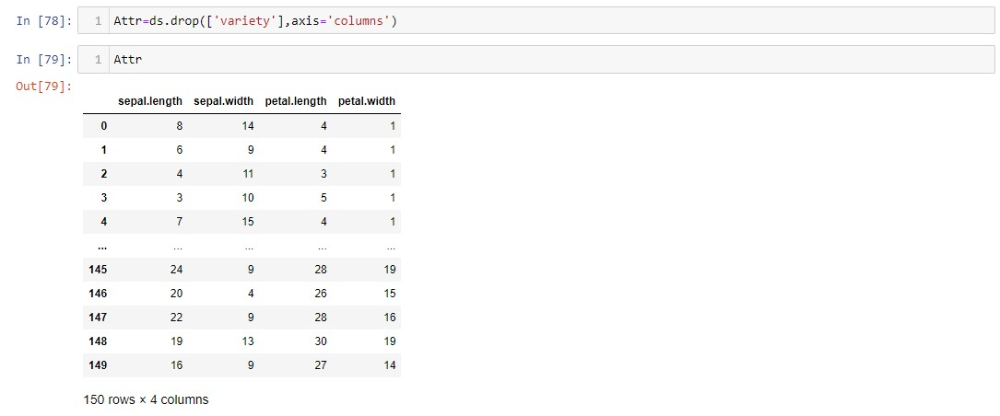 In [78]: 1 Attr=ds.drop(['variety'],axis='columns')
In [79]: 1 Attr
Out[79]:
sepal.length sepal.width petal.length petal.width
0 8 14 4 1
1 6 9 4 1
2 4 11 3 1
3 3 10 5 1
4 7 15 4 1
... ... ... ... ...
145 24 9 28 19
146 20 4 26 15
147 22 9 28 16
148 19 13 30 19
149 16 9 27 14
150 rows × 4 columns